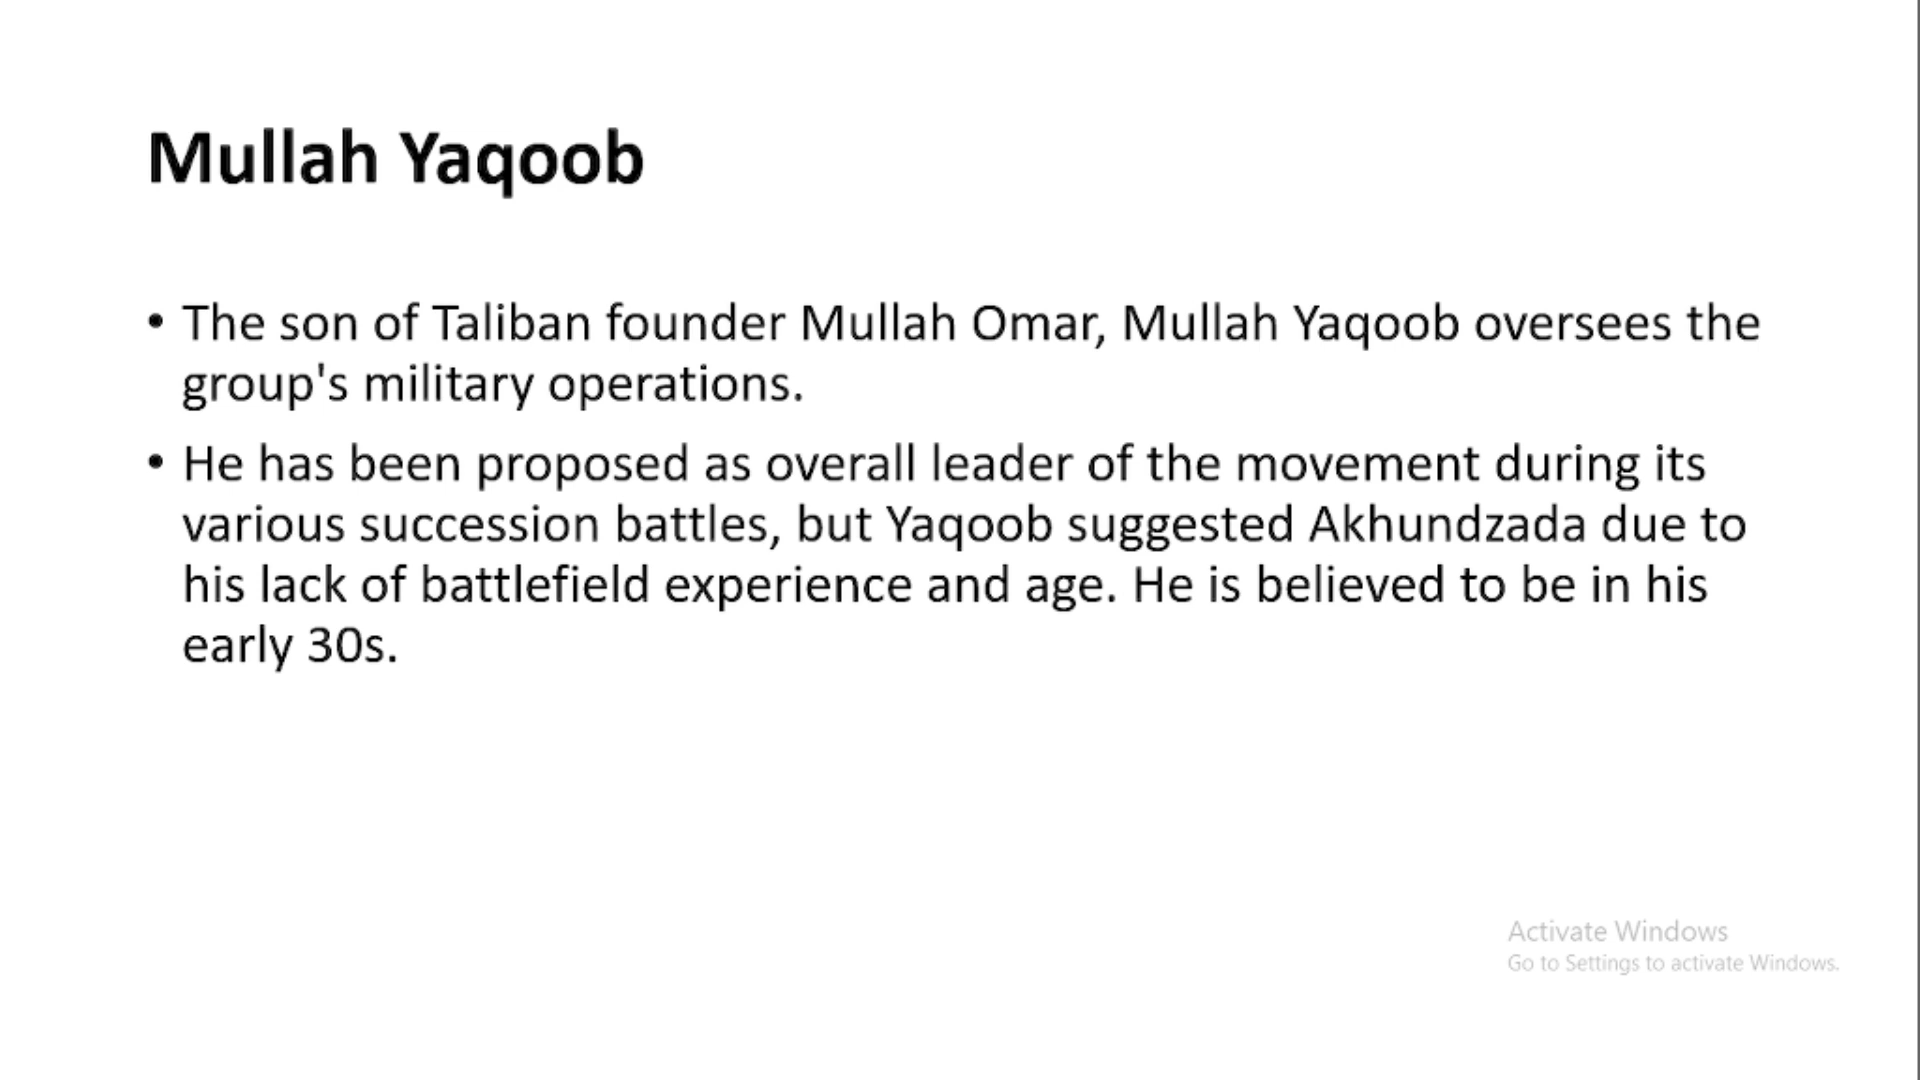 Mullah Yaqoob
• The son of Taliban founder Mullah Omar, Mullah Yaqoob oversees the
group's military operations.
• He has been proposed as overall leader of the movement during its
various succession battles, but Yaqoob suggested Akhundzada due to
his lack of battlefield experience and age. He is believed to be in his
early 30s.
Activate Windows
Go to Settings to activate Windows.